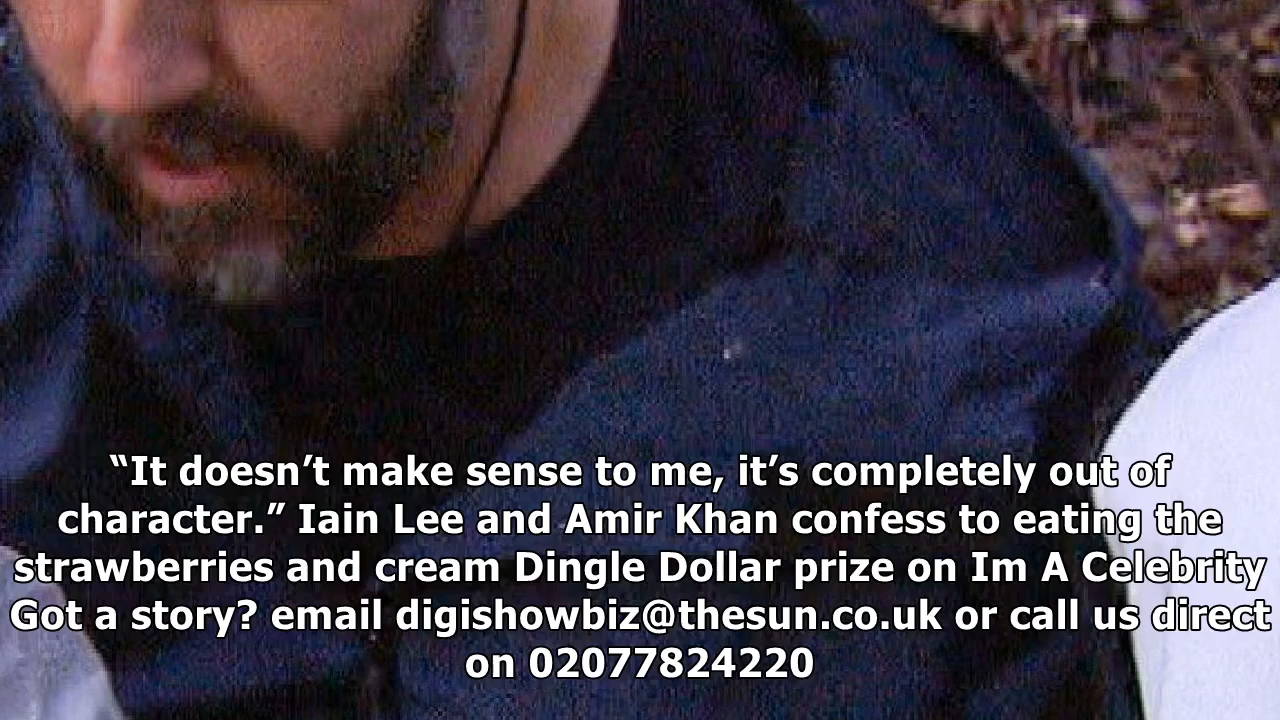 “It doesn’t make sense to me, it’s completely out of
character.” Iain Lee and Amir Khan confess to eating the
strawberries and cream Dingle Dollar prize on Im A Celebrity
Got a story? email digishowbiz@thesun.co.uk or call us direct
on 02077824220